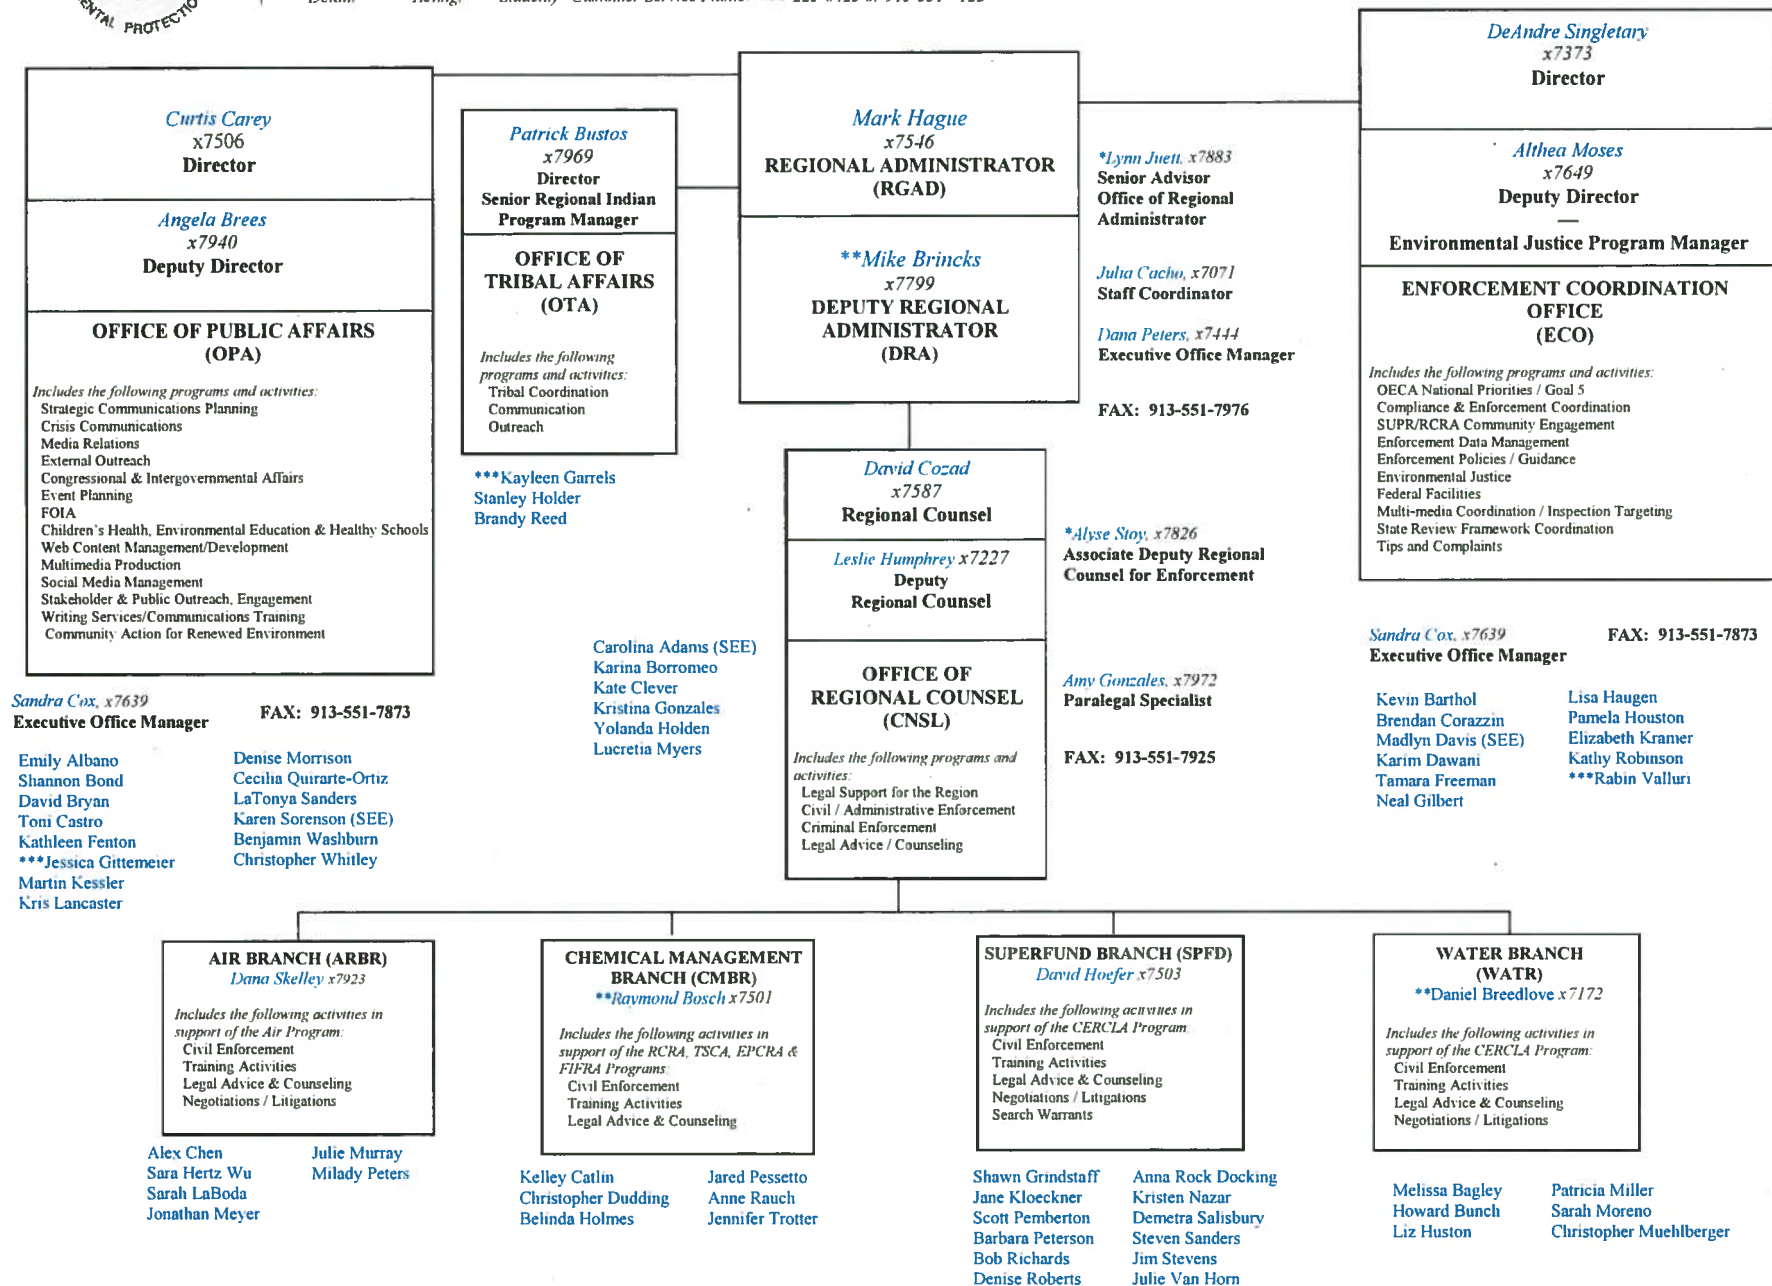 MENTAL PROTECTIO
Customer Service
DeAndre Singletary
x7373
Director
Althea Moses
x7649
Deputy Director
—
Environmental Justice Program Manager
ENFORCEMENT COORDINATION
OFFICE
(ECO)
Includes the following programs and activities:
OECA National Priorities / Goal 5
Compliance & Enforcement Coordination
SUPR/RCRA Community Engagement
Enforcement Data Management
Enforcement Policies / Guidance
Environmental Justice
Federal Facilities
Multi-media Coordination / Inspection Targeting
State Review Framework Coordination
Tips and Complaints
Sandra Cox, x7639
Executive Office Manager
FAX: 913-551-7873
Kevin Barthol
Brendan Corazzin
Madlyn Davis (SEE)
Karim Dawani
Tamara Freeman
Neal Gilbert
Lisa Haugen
Pamela Houston
Elizabeth Kramer
Kathy Robinson
***Rabin Valluri
Curtis Carey
x7506
Director
Angela Brees
x7940
Deputy Director
OFFICE OF PUBLIC AFFAIRS
(OPA)
Includes the following programs and activities:
Strategic Communications Planning
Crisis Communications
Media Relations
External Outreach
Congressional & Intergovernmental Affairs
Event Planning
FOIA
Children's Health, Environmental Education & Healthy Schools
Web Content Management/Development
Multimedia Production
Social Media Management
Stakeholder & Public Outreach, Engagement
Writing Services/Communications Training
Community Action for Renewed Environment
Sandra Cox, x7639
Executive Office Manager
FAX: 913-551-7873
Emily Albano
Shannon Bond
David Bryan
Toni Castro
Kathleen Fenton
***Jessica Gittemeier
Martin Kessler
Kris Lancaster
Denise Morrison
Cecilia Quirarte-Ortiz
LaTonya Sanders
Karen Sorenson (SEE)
Benjamin Washburn
Christopher Whitley
Patrick Bustos
x7969
Director
Senior Regional Indian
Program Manager
OFFICE OF
TRIBAL AFFAIRS
(OTA)
Includes the following
programs and activities:
Tribal Coordination
Communication
Outreach
***Kayleen Garrels
Stanley Holder
Brandy Reed
Mark Hague
x7546
REGIONAL ADMINISTRATOR
(RGAD)
**Mike Brincks
x7799
DEPUTY REGIONAL
ADMINISTRATOR
(DRA)
*Lynn Juett, x7883
Senior Advisor
Office of Regional
Administrator
Julia Cacho, x7071
Staff Coordinator
Dana Peters, x7444
Executive Office Manager
FAX: 913-551-7976
David Cozad
x7587
Regional Counsel
Leslie Humphrey x7227
Deputy
Regional Counsel
OFFICE OF
REGIONAL COUNSEL
(CNSL)
Includes the following programs and
activities:
Legal Support for the Region
Civil / Administrative Enforcement
Criminal Enforcement
Legal Advice / Counseling
Carolina Adams (SEE)
Karina Borromeo
Kate Clever
Kristina Gonzales
Yolanda Holden
Lucretia Myers
*Alyse Stoy, x7826
Associate Deputy Regional
Counsel for Enforcement
Amy Gonzales, x7972
Paralegal Specialist
FAX: 913-551-7925
AIR BRANCH (ARBR)
Dana Skelley x7923
Includes the following activities in
support of the Air Program:
Civil Enforcement
Training Activities
Legal Advice & Counseling
Negotiations / Litigations
Alex Chen
Sara Hertz Wu
Sarah LaBoda
Jonathan Meyer
Julie Murray
Milady Peters
CHEMICAL MANAGEMENT
BRANCH (CMBR)
**Raymond Bosch x7501
Includes the following activities in
support of the RCRA, TSCA, EPCRA &
FIFRA Programs:
Civil Enforcement
Training Activities
Legal Advice & Counseling
Kelley Catlin
Christopher Dudding
Belinda Holmes
Jared Pessetto
Anne Rauch
Jennifer Trotter
SUPERFUND BRANCH (SPFD)
David Hoefer x7503
Includes the following activities in
support of the CERCLA Program
Civil Enforcement
Training Activities
Legal Advice & Counseling
Negotiations / Litigations
Search Warrants
Shawn Grindstaff
Jane Kloeckner
Scott Pemberton
Barbara Peterson
Bob Richards
Denise Roberts
Anna Rock Docking
Kristen Nazar
Demetra Salisbury
Steven Sanders
Jim Stevens
Julie Van Horn
WATER BRANCH
(WATR)
**Daniel Breedlove x7172
Includes the following activities in
support of the CERCLA Program:
Civil Enforcement
Training Activities
Legal Advice & Counseling
Negotiations / Litigations
Melissa Bagley
Howard Bunch
Liz Huston
Patricia Miller
Sarah Moreno
Christopher Muehlberger